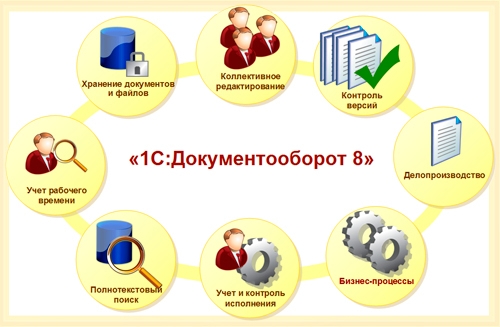 Коллективное
редактирование
Хранение документов
и файлов
Контроль
версий
«1С:Документооборот 8»
Делопроизводство
Учет рабочего
времени
Бизнес-процессы
Полнотекстовый
поиск
Учет и контроль
исполнения